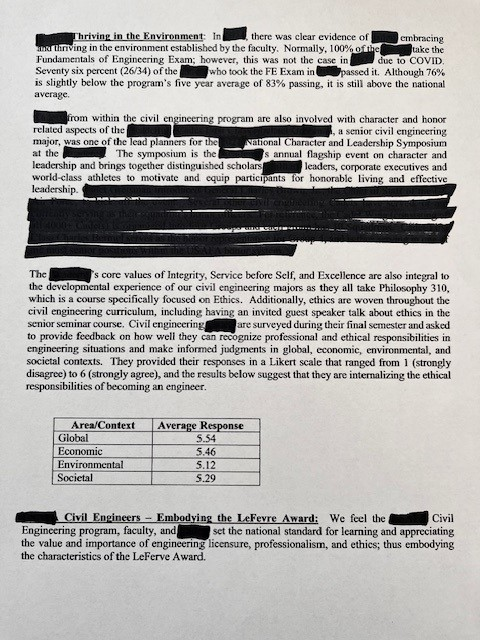 Thriving in the Environment: In , there was clear evidence of embracing
and thriving in the environment established by the faculty. Normally, 100% of the take the
Fundamentals of Engineering Exam; however, this was not the case in due to COVID.
Seventy six percent (26/34) of the who took the FE Exam in passed it. Although 76%
is slightly below the program's five year average of 83% passing, it is still above the national
average.
from within the civil engineering program are also involved with character and honor
related aspects of the , a senior civil engineering
major, was one of the lead planners for the National Character and Leadership Symposium
at the . The symposium is the 's annual flagship event on character and
leadership and brings together distinguished scholars leaders, corporate executives and
world-class athletes to motivate and equip participants for honorable living and effective
leadership.
The 's core values of Integrity, Service before Self, and Excellence are also integral to
the developmental experience of our civil engineering majors as they all take Philosophy 310,
which is a course specifically focused on Ethics. Additionally, ethics are woven throughout the
civil engineering curriculum, including having an invited guest speaker talk about ethics in the
senior seminar course. Civil engineering are surveyed during their final semester and asked
to provide feedback on how well they can recognize professional and ethical responsibilities in
engineering situations and make informed judgments in global, economic, environmental, and
societal contexts. They provided their responses in a Likert scale that ranged from 1 (strongly
disagree) to 6 (strongly agree), and the results below suggest that they are internalizing the ethical
responsibilities of becoming an engineer.
Area/Context Average Response
Global 5.54
Economic 5.46
Environmental 5.12
Societal 5.29
Civil Engineers – Embodying the LeFevre Award: We feel the Civil
Engineering program, faculty, and set the national standard for learning and appreciating
the value and importance of engineering licensure, professionalism, and ethics; thus embodying
the characteristics of the LeFerve Award.